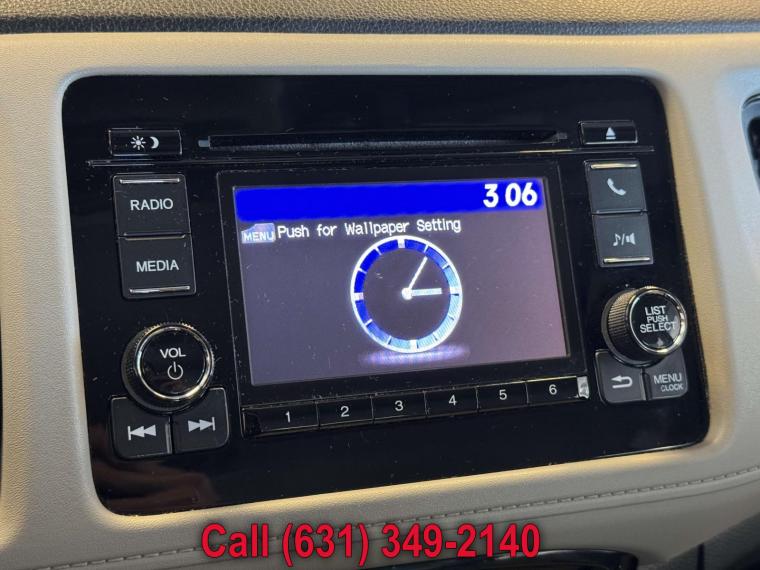 RADIO
MEDIA
VOL
3 06
MENU Push for Wallpaper Setting
LIST
PUSH
SELECT
MENU
CLOCK
1 2 3 4 5 6
Call (631) 349-2140